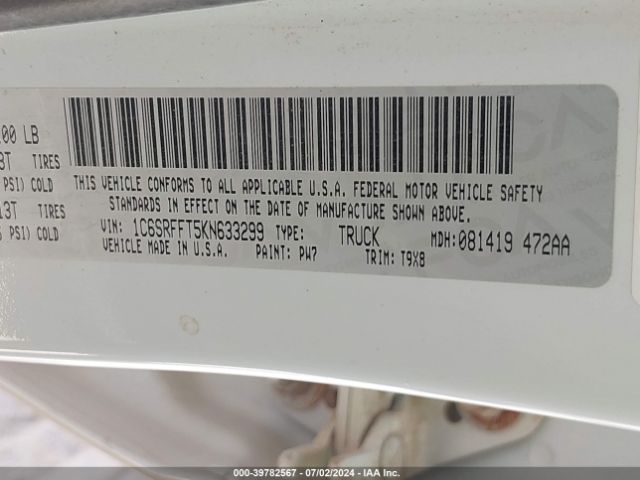 00 LB
3T TIRES
PSI) COLD
13T TIRES
PSI) COLD
THIS VEHICLE CONFORMS TO ALL APPLICABLE U.S.A. FEDERAL MOTOR VEHICLE SAFETY
STANDARDS IN EFFECT ON THE DATE OF MANUFACTURE SHOWN ABOVE.
VIN: 1C6SRFFT5KN633299 TYPE: TRUCK MDH:081419 472AA
VEHICLE MADE IN U.S.A. PAINT: PW7 TRIM: T9X8
000-39782567 / 07/02/2024 - IAA Inc.